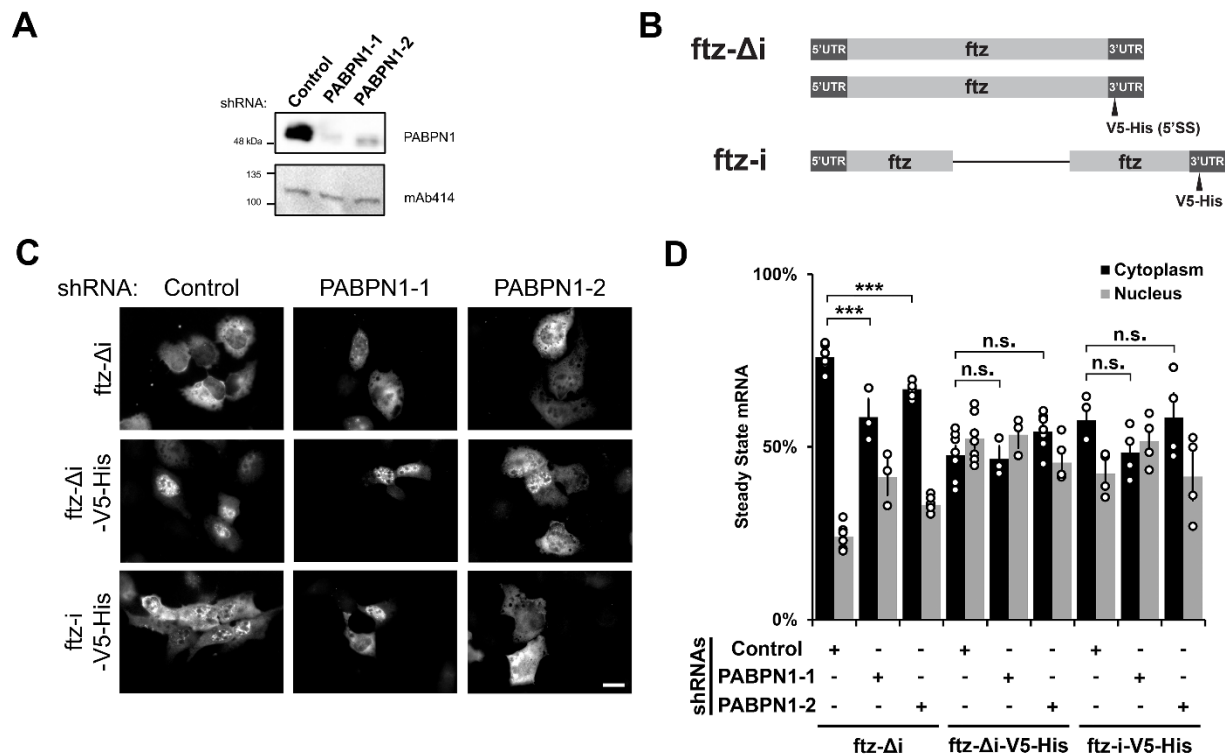 A
shRNA:
Control
PABPN1-1
PABPN1-2
48 kDa
PABPN1
135
100
mAb414
B
ftz-Δi
5'UTR ftz 3'UTR
5'UTR ftz 3'UTR
V5-His (5'SS)
ftz-i
5'UTR ftz ftz 3'UTR
V5-His
C
shRNA: Control PABPN1-1 PABPN1-2
ftz-Δi
ftz-Δi
-V5-His
ftz-i
-V5-His
D
100%
50%
0%
Steady State mRNA
Cytoplasm
Nucleus
*** 
***
n.s.
n.s.
n.s.
n.s.
shRNAs
Control + - - + - - + - -
PABPN1-1 - + - - + - - + -
PABPN1-2 - - + - - + - - +
ftz-Δi ftz-Δi-V5-His ftz-i-V5-His